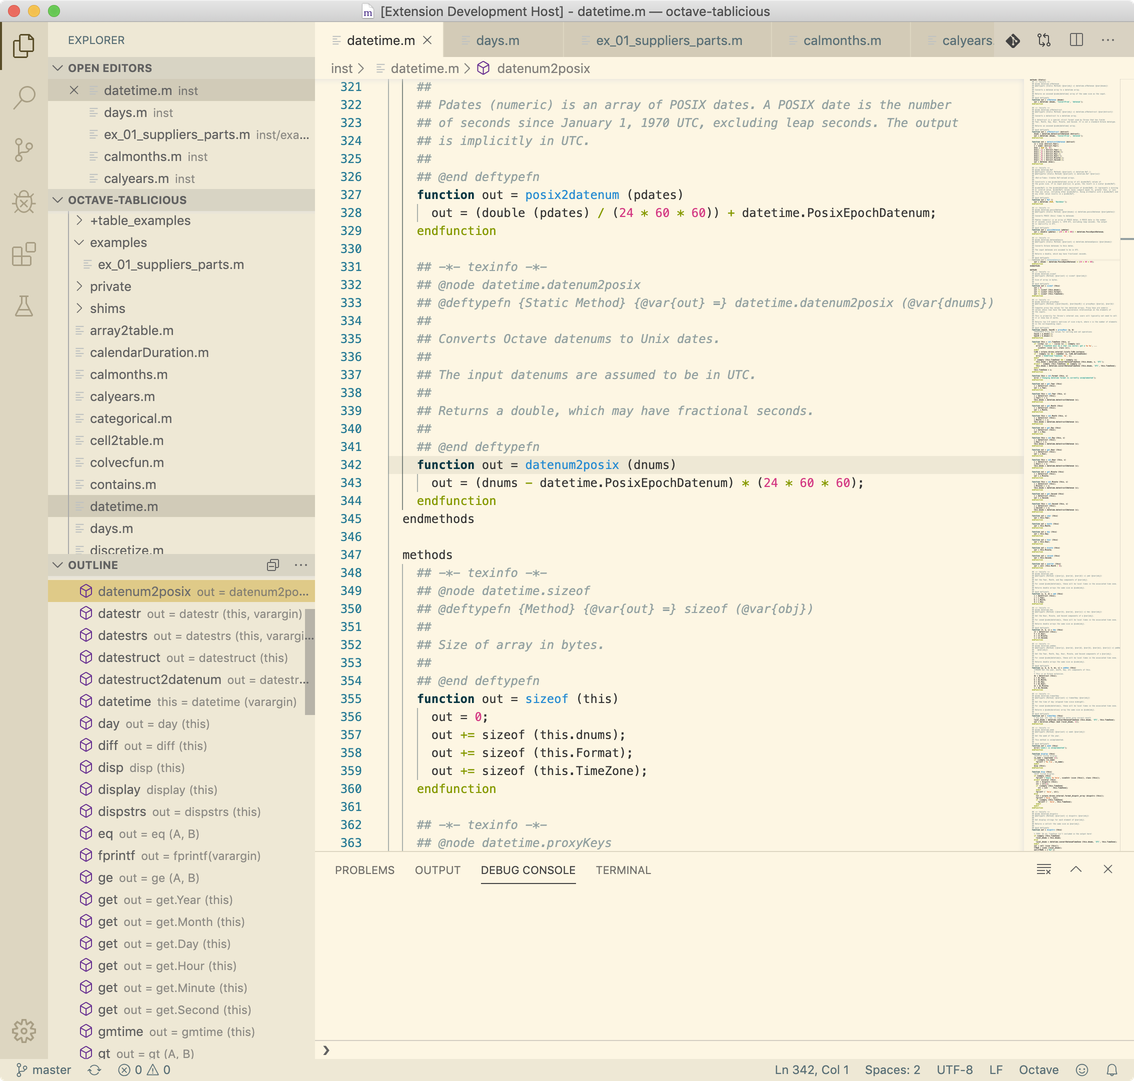 [Extension Development Host] - datetime.m — octave-tablicious
EXPLORER
OPEN EDITORS
datetime.m inst
days.m inst
ex_01_suppliers_parts.m inst/exa...
calmonths.m inst
calyears.m inst
OCTAVE-TABLICIOUS
+table_examples
examples
ex_01_suppliers_parts.m
private
shims
array2table.m
calendarDuration.m
calmonths.m
calyears.m
categorical.m
cell2table.m
colvecfun.m
contains.m
datetime.m
days.m
discretize.m
OUTLINE
datenum2posix out = datenum2po...
datestr out = datestr (this, varargin)
datestrs out = datestrs (this, varargi...
datestruct out = datestruct (this)
datestruct2datenum out = datestr...
datetime this = datetime (varargin)
day out = day (this)
diff out = diff (this)
disp disp (this)
display display (this)
dispstrs out = dispstrs (this)
eq out = eq (A, B)
fprintf out = fprintf(varargin)
ge out = ge (A, B)
get out = get.Year (this)
get out = get.Month (this)
get out = get.Day (this)
get out = get.Hour (this)
get out = get.Minute (this)
get out = get.Second (this)
gmtime out = gmtime (this)
gt out = gt (A, B)
datetime.m
days.m
ex_01_suppliers_parts.m
calmonths.m
calyears
inst > datetime.m > datenum2posix
321 ##
322 ## Pdates (numeric) is an array of POSIX dates. A POSIX date is the number
323 ## of seconds since January 1, 1970 UTC, excluding leap seconds. The output
324 ## is implicitly in UTC.
325 ##
326 ## @end deftypefn
327 function out = posix2datenum (pdates)
328 out = (double (pdates) / (24 * 60 * 60)) + datetime.PosixEpochDatenum;
329 endfunction
330
331 ## -*- texinfo -*-
332 ## @node datetime.datenum2posix
333 ## @deftypefn {Static Method} {@var{out} =} datetime.datenum2posix (@var{dnums})
334 ##
335 ## Converts Octave datenums to Unix dates.
336 ##
337 ## The input datenums are assumed to be in UTC.
338 ##
339 ## Returns a double, which may have fractional seconds.
340 ##
341 ## @end deftypefn
342 function out = datenum2posix (dnums)
343 out = (dnums - datetime.PosixEpochDatenum) * (24 * 60 * 60);
344 endfunction
345 endmethods
346
347 methods
348 ## -*- texinfo -*-
349 ## @node datetime.sizeof
350 ## @deftypefn {Method} {@var{out} =} sizeof (@var{obj})
351 ##
352 ## Size of array in bytes.
353 ##
354 ## @end deftypefn
355 function out = sizeof (this)
356 out = 0;
357 out += sizeof (this.dnums);
358 out += sizeof (this.Format);
359 out += sizeof (this.TimeZone);
360 endfunction
361
362 ## -*- texinfo -*-
363 ## @node datetime.proxyKeys
PROBLEMS OUTPUT DEBUG CONSOLE TERMINAL
master 0 0 Ln 342, Col 1 Spaces: 2 UTF-8 LF Octave